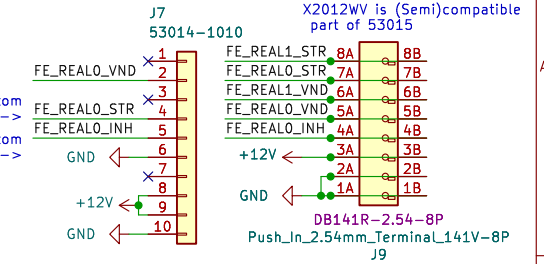 X2012WV is (Semi)compatible
part of 53015
J7
53014-1010
1
FE_REAL0_VND 2
3
FE_REAL0_STR 4
FE_REAL0_INH 5
GND 6
7
+12V 8
9
GND 10
tom
->
->
FE_REAL1_STR 8A 8B
FE_REAL0_STR 7A 7B
FE_REAL1_VND 6A 6B
FE_REAL0_VND 5A 5B
FE_REAL0_INH 4A 4B
+12V 3A 3B
2A 2B
GND 1A 1B
DB141R-2.54-8P
Push_In_2.54mm_Terminal_141V-8P
J9
A